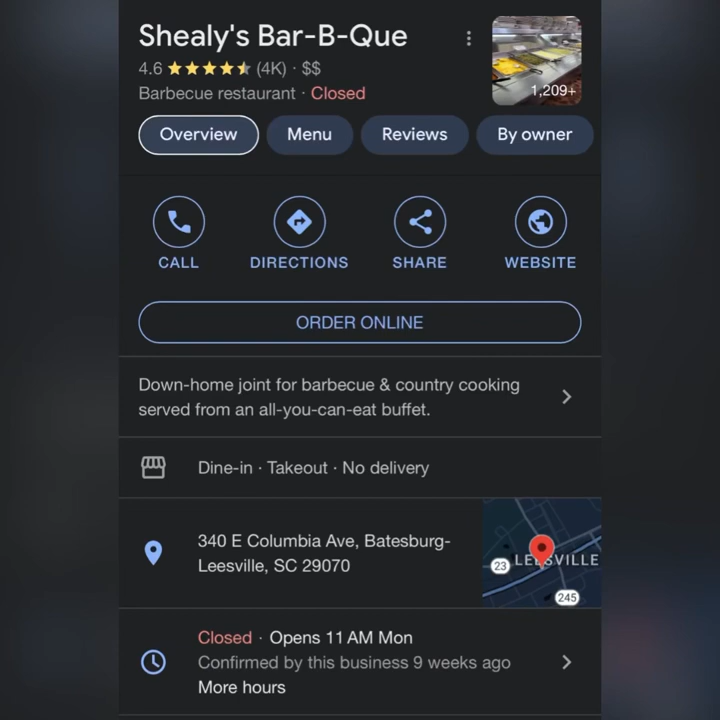 Shealy's Bar-B-Que
4.6 ★★★★★ (4K) · $$
1,209+
Barbecue restaurant · Closed
Overview Menu Reviews By owner
CALL DIRECTIONS SHARE WEBSITE
ORDER ONLINE
Down-home joint for barbecue & country cooking
served from an all-you-can-eat buffet.
Dine-in · Takeout · No delivery
340 E Columbia Ave, Batesburg-
Leesville, SC 29070
23 LEESVILLE
245
Closed · Opens 11 AM Mon
Confirmed by this business 9 weeks ago
More hours